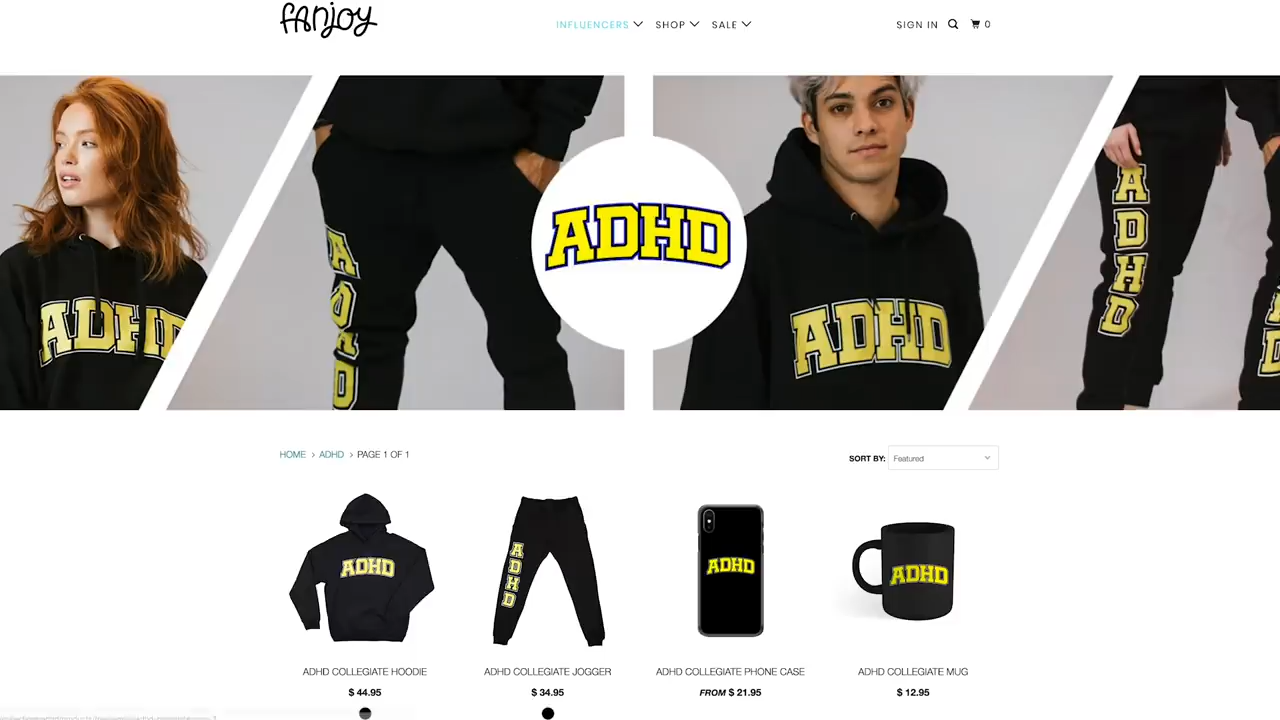 fanjoy
INFLUENCERS SHOP SALE
SIGN IN 0
ADHD
ADHD
ADHD
ADHD
ADHD
HOME > ADHD > PAGE 1 OF 1
SORT BY: Featured
ADHD
ADHD
ADHD
ADHD
ADHD COLLEGIATE HOODIE
$ 44.95
ADHD COLLEGIATE JOGGER
$ 34.95
ADHD COLLEGIATE PHONE CASE
FROM $ 21.95
ADHD COLLEGIATE MUG
$ 12.95